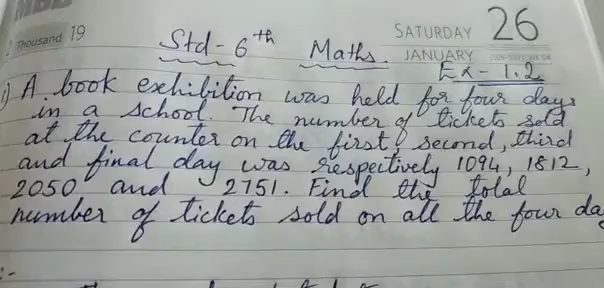 Thousand 19
SATURDAY 26
JANUARY
Std - 6th Maths.
Ex - 1.2
1) A book exhibition was held for four days
in a school. The number of tickets sold
at the counter on the first, second, third
and final day was respectively 1094, 1812,
2050 and 2751. Find the total
number of tickets sold on all the four da
:-